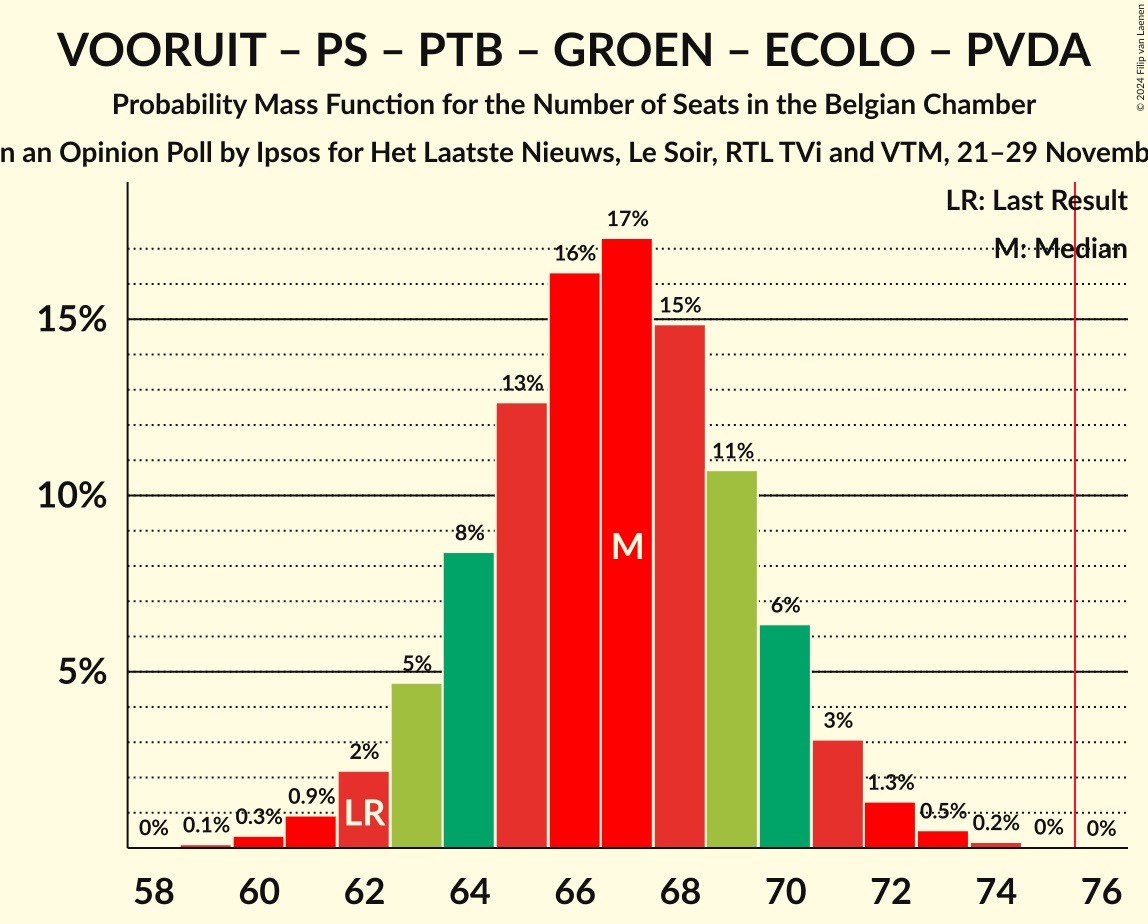 VOORUIT – PS – PTB – GROEN – ECOLO – PVDA
Probability Mass Function for the Number of Seats in the Belgian Chamber
n an Opinion Poll by Ipsos for Het Laatste Nieuws, Le Soir, RTL TVi and VTM, 21–29 Novemb
© 2024 Filip van Laenen
LR: Last Result
M: Median
17%
16%
15%
15%
13%
11%
10%
8%
M
6%
5%
5%
3%
2%
1.3%
0.9%
LR
0.5%
0.3%
0.2%
0.1%
0%
0%
0%
58 60 62 64 66 68 70 72 74 76